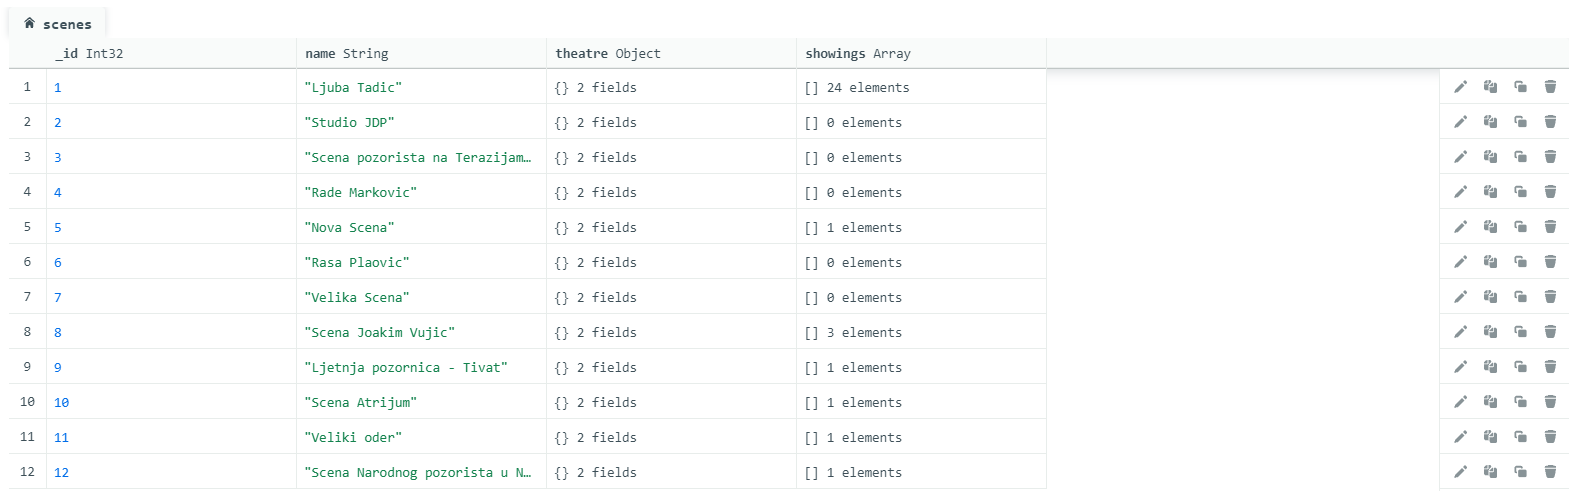 scenes
_id Int32 name String theatre Object showings Array
1 1 "Ljuba Tadic" {} 2 fields [] 24 elements
2 2 "Studio JDP" {} 2 fields [] 0 elements
3 3 "Scena pozorista na Terazijam… {} 2 fields [] 0 elements
4 4 "Rade Markovic" {} 2 fields [] 0 elements
5 5 "Nova Scena" {} 2 fields [] 1 elements
6 6 "Rasa Plaovic" {} 2 fields [] 0 elements
7 7 "Velika Scena" {} 2 fields [] 0 elements
8 8 "Scena Joakim Vujic" {} 2 fields [] 3 elements
9 9 "Ljetnja pozornica - Tivat" {} 2 fields [] 1 elements
10 10 "Scena Atrijum" {} 2 fields [] 1 elements
11 11 "Veliki oder" {} 2 fields [] 1 elements
12 12 "Scena Narodnog pozorista u N… {} 2 fields [] 1 elements